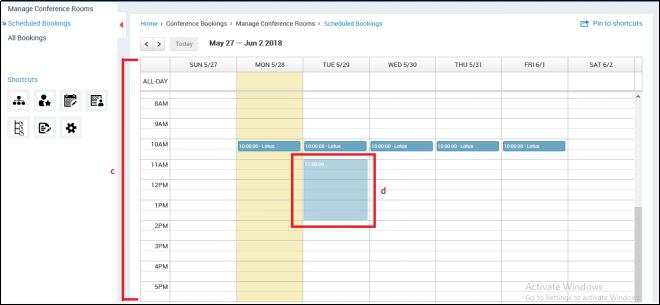 Manage Conference Rooms
Scheduled Bookings
All Bookings
Shortcuts
Home › Conference Bookings › Manage Conference Rooms › Scheduled Bookings
Pin to shortcuts
< > Today May 27 — Jun 2 2018
SUN 5/27 MON 5/28 TUE 5/29 WED 5/30 THU 5/31 FRI 6/1 SAT 6/2
ALL-DAY
8AM
9AM
10AM
10:00:00 - Lotus 10:00:00 - Lotus 10:00:00 - Lotus 10:00:00 - Lotus 10:00:00 - Lotus
11AM
c
d
12PM
1PM
2PM
3PM
4PM
5PM
Activate Windows
Go to Settings to activate Windows